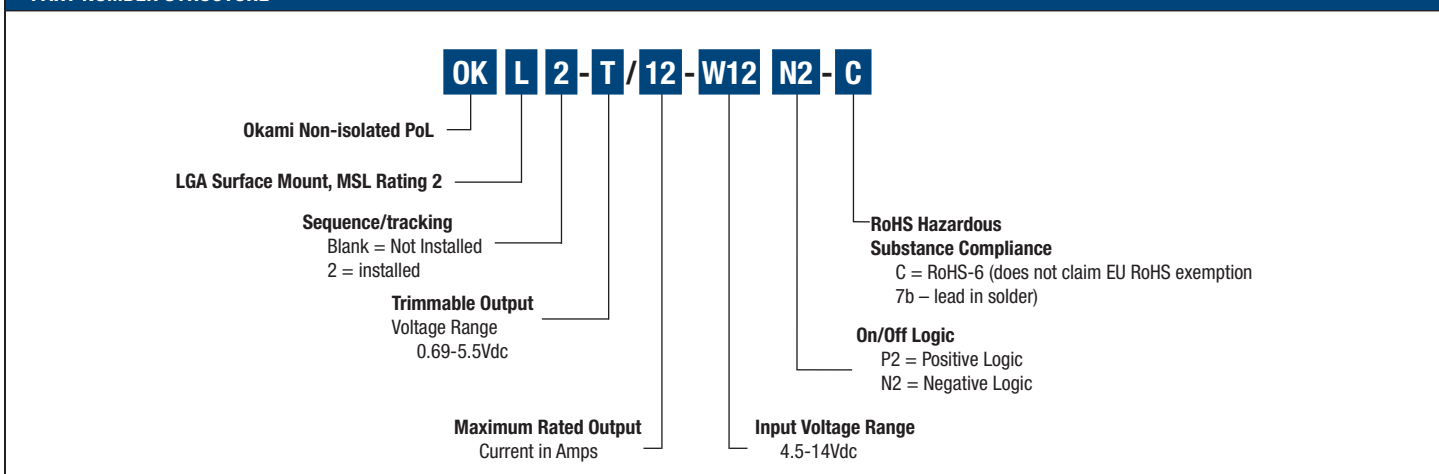 PART NUMBER STRUCTURE
OK L 2 - T / 12 - W12 N2 - C
Okami Non-isolated PoL
LGA Surface Mount, MSL Rating 2
Sequence/tracking
Blank = Not Installed
2 = installed
Trimmable Output
Voltage Range
0.69-5.5Vdc
Maximum Rated Output
Current in Amps
RoHS Hazardous
Substance Compliance
C = RoHS-6 (does not claim EU RoHS exemption
7b – lead in solder)
On/Off Logic
P2 = Positive Logic
N2 = Negative Logic
Input Voltage Range
4.5-14Vdc